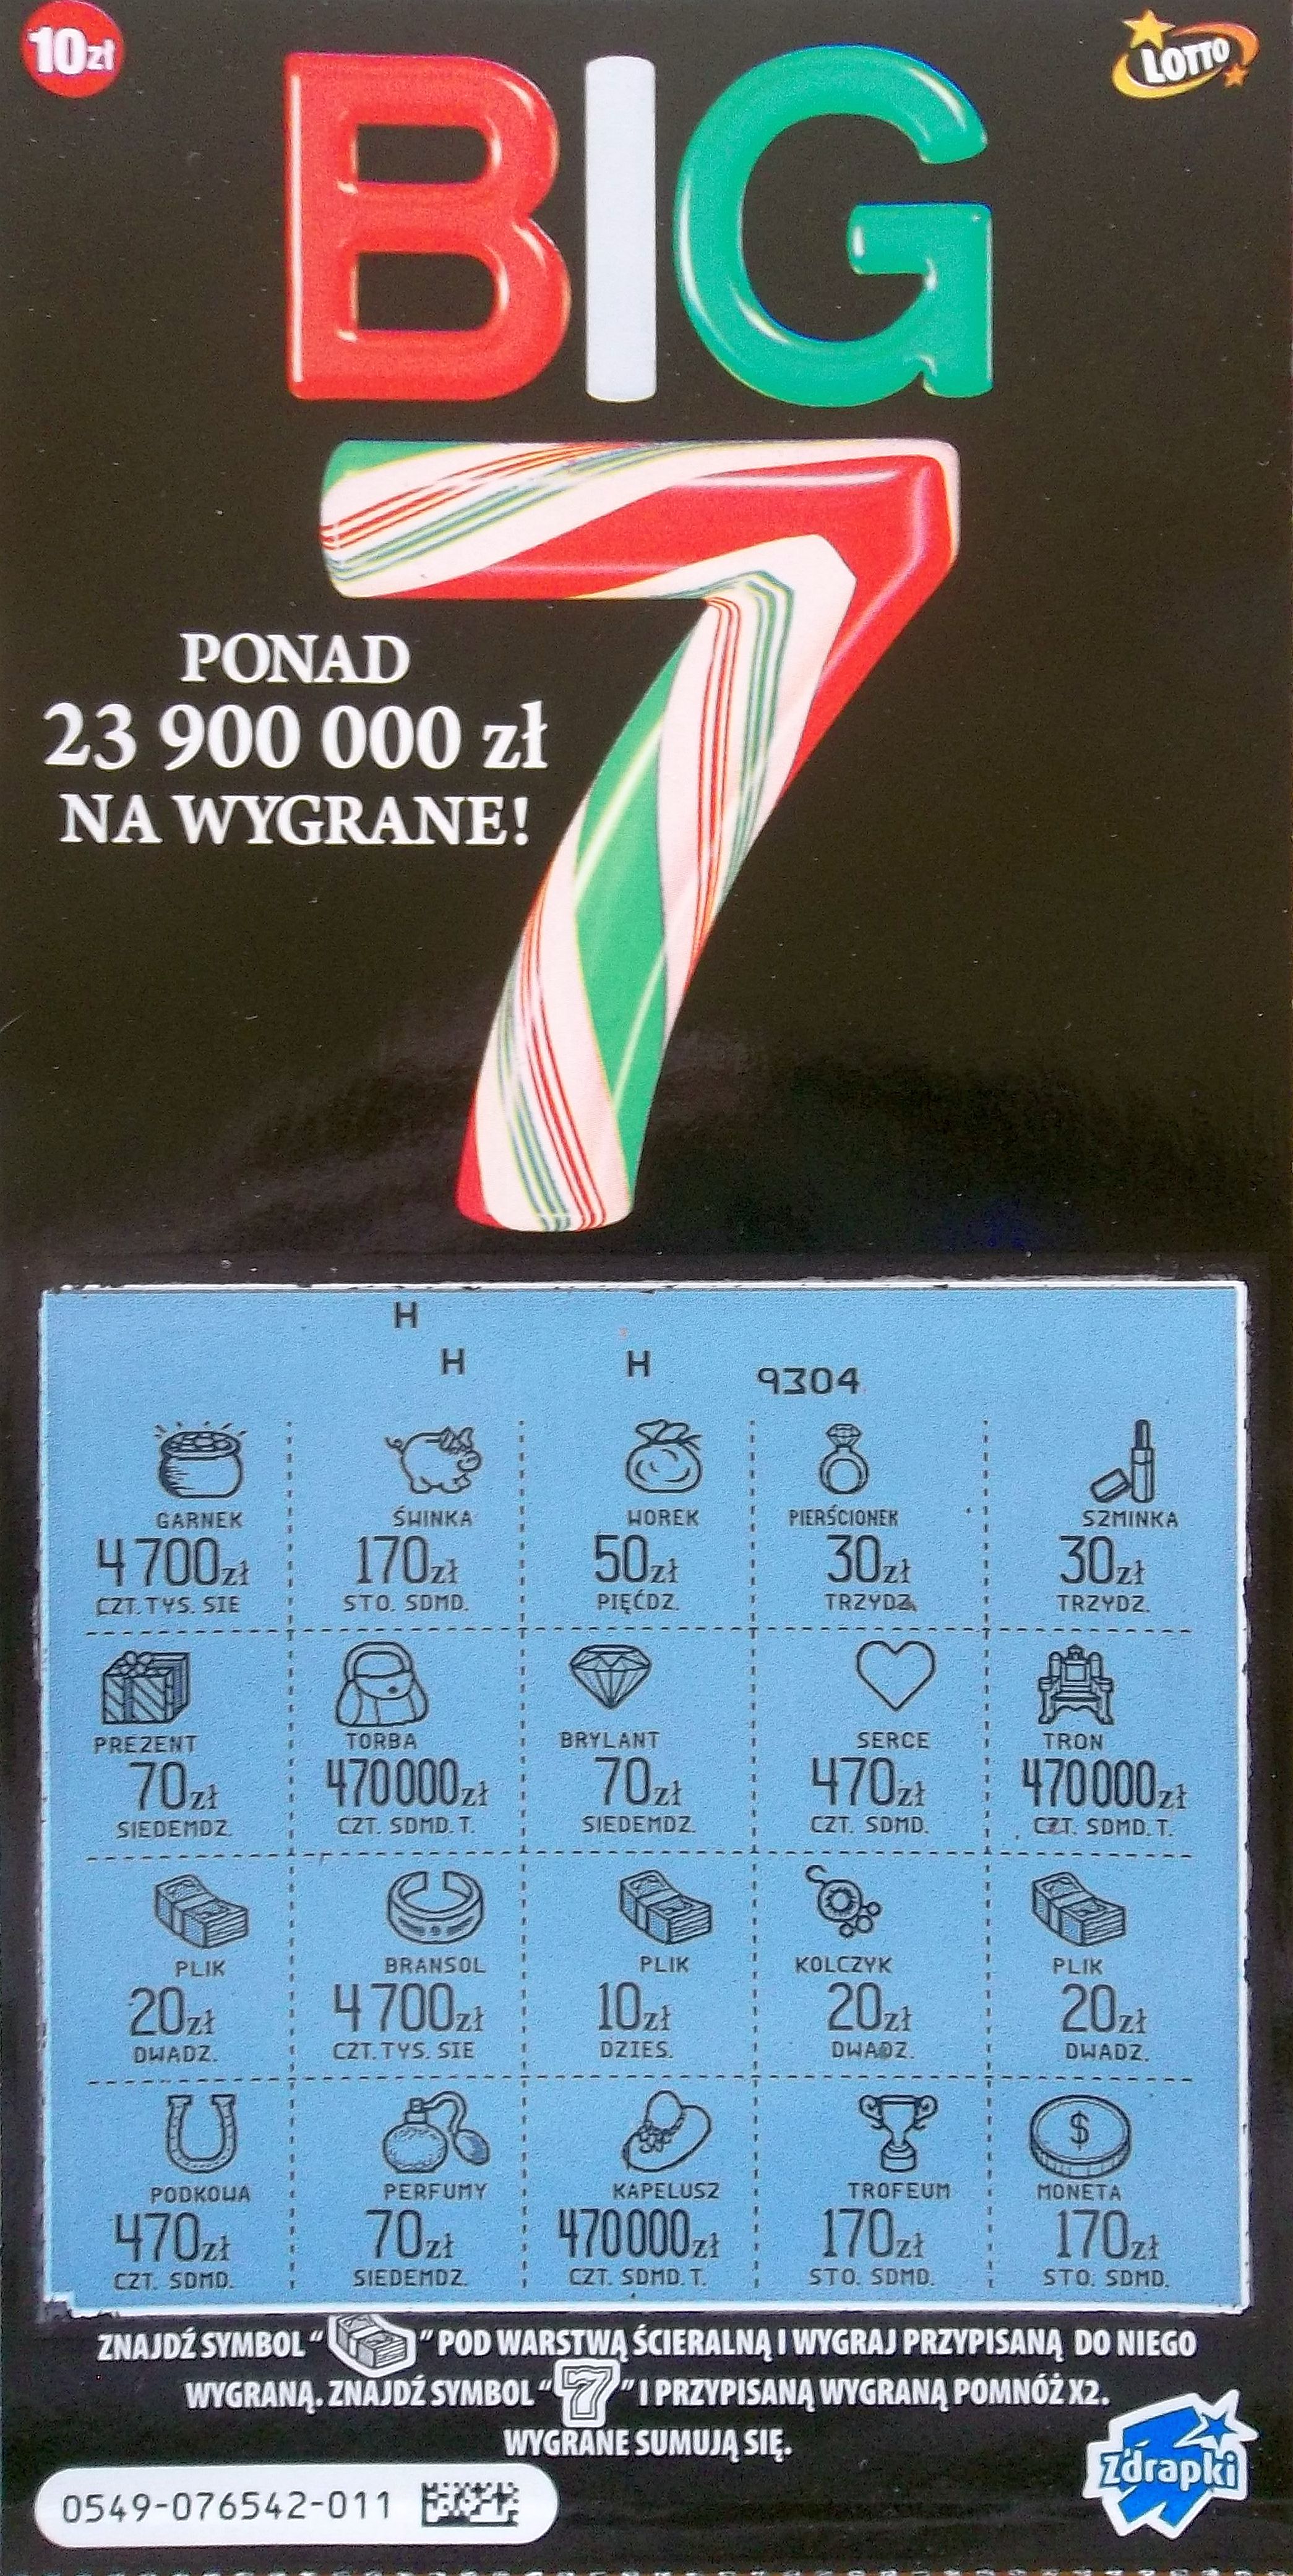 10zł
LOTTO
BIG
7
PONAD
23 900 000 zł
NA WYGRANE!
H
H H 9304
GARNEK ŚWINKA WOREK PIERŚCIONEK SZMINKA
4 700zł 170zł 50zł 30zł 30zł
CZT.TYS. SIE STO. SDMD. PIĘĆDZ. TRZYDZ. TRZYDZ.
PREZENT TORBA BRYLANT SERCE TRON
70zł 470000zł 70zł 470zł 470000zł
SIEDEMDZ. CZT. SDMD. T. SIEDEMDZ. CZT. SDMD. CZT. SDMD. T.
PLIK BRANSOL PLIK KOLCZYK PLIK
20zł 4 700zł 10zł 20zł 20zł
DWADZ. CZT.TYS. SIE DZIES. DWADZ. DWADZ.
$
PODKOWA PERFUMY KAPELUSZ TROFEUM MONETA
470zł 70zł 470000zł 170zł 170zł
CZT. SDMD. SIEDEMDZ. CZT. SDMD. T. STO. SDMD. STO. SDMD.
ZNAJDŹ SYMBOL “ ” POD WARSTWĄ ŚCIERALNĄ I WYGRAJ PRZYPISANĄ DO NIEGO
WYGRANĄ. ZNAJDŹ SYMBOL “7” I PRZYPISANĄ WYGRANĄ POMNÓŻ X2.
WYGRANE SUMUJĄ SIĘ.
Zdrapki
0549-076542-011